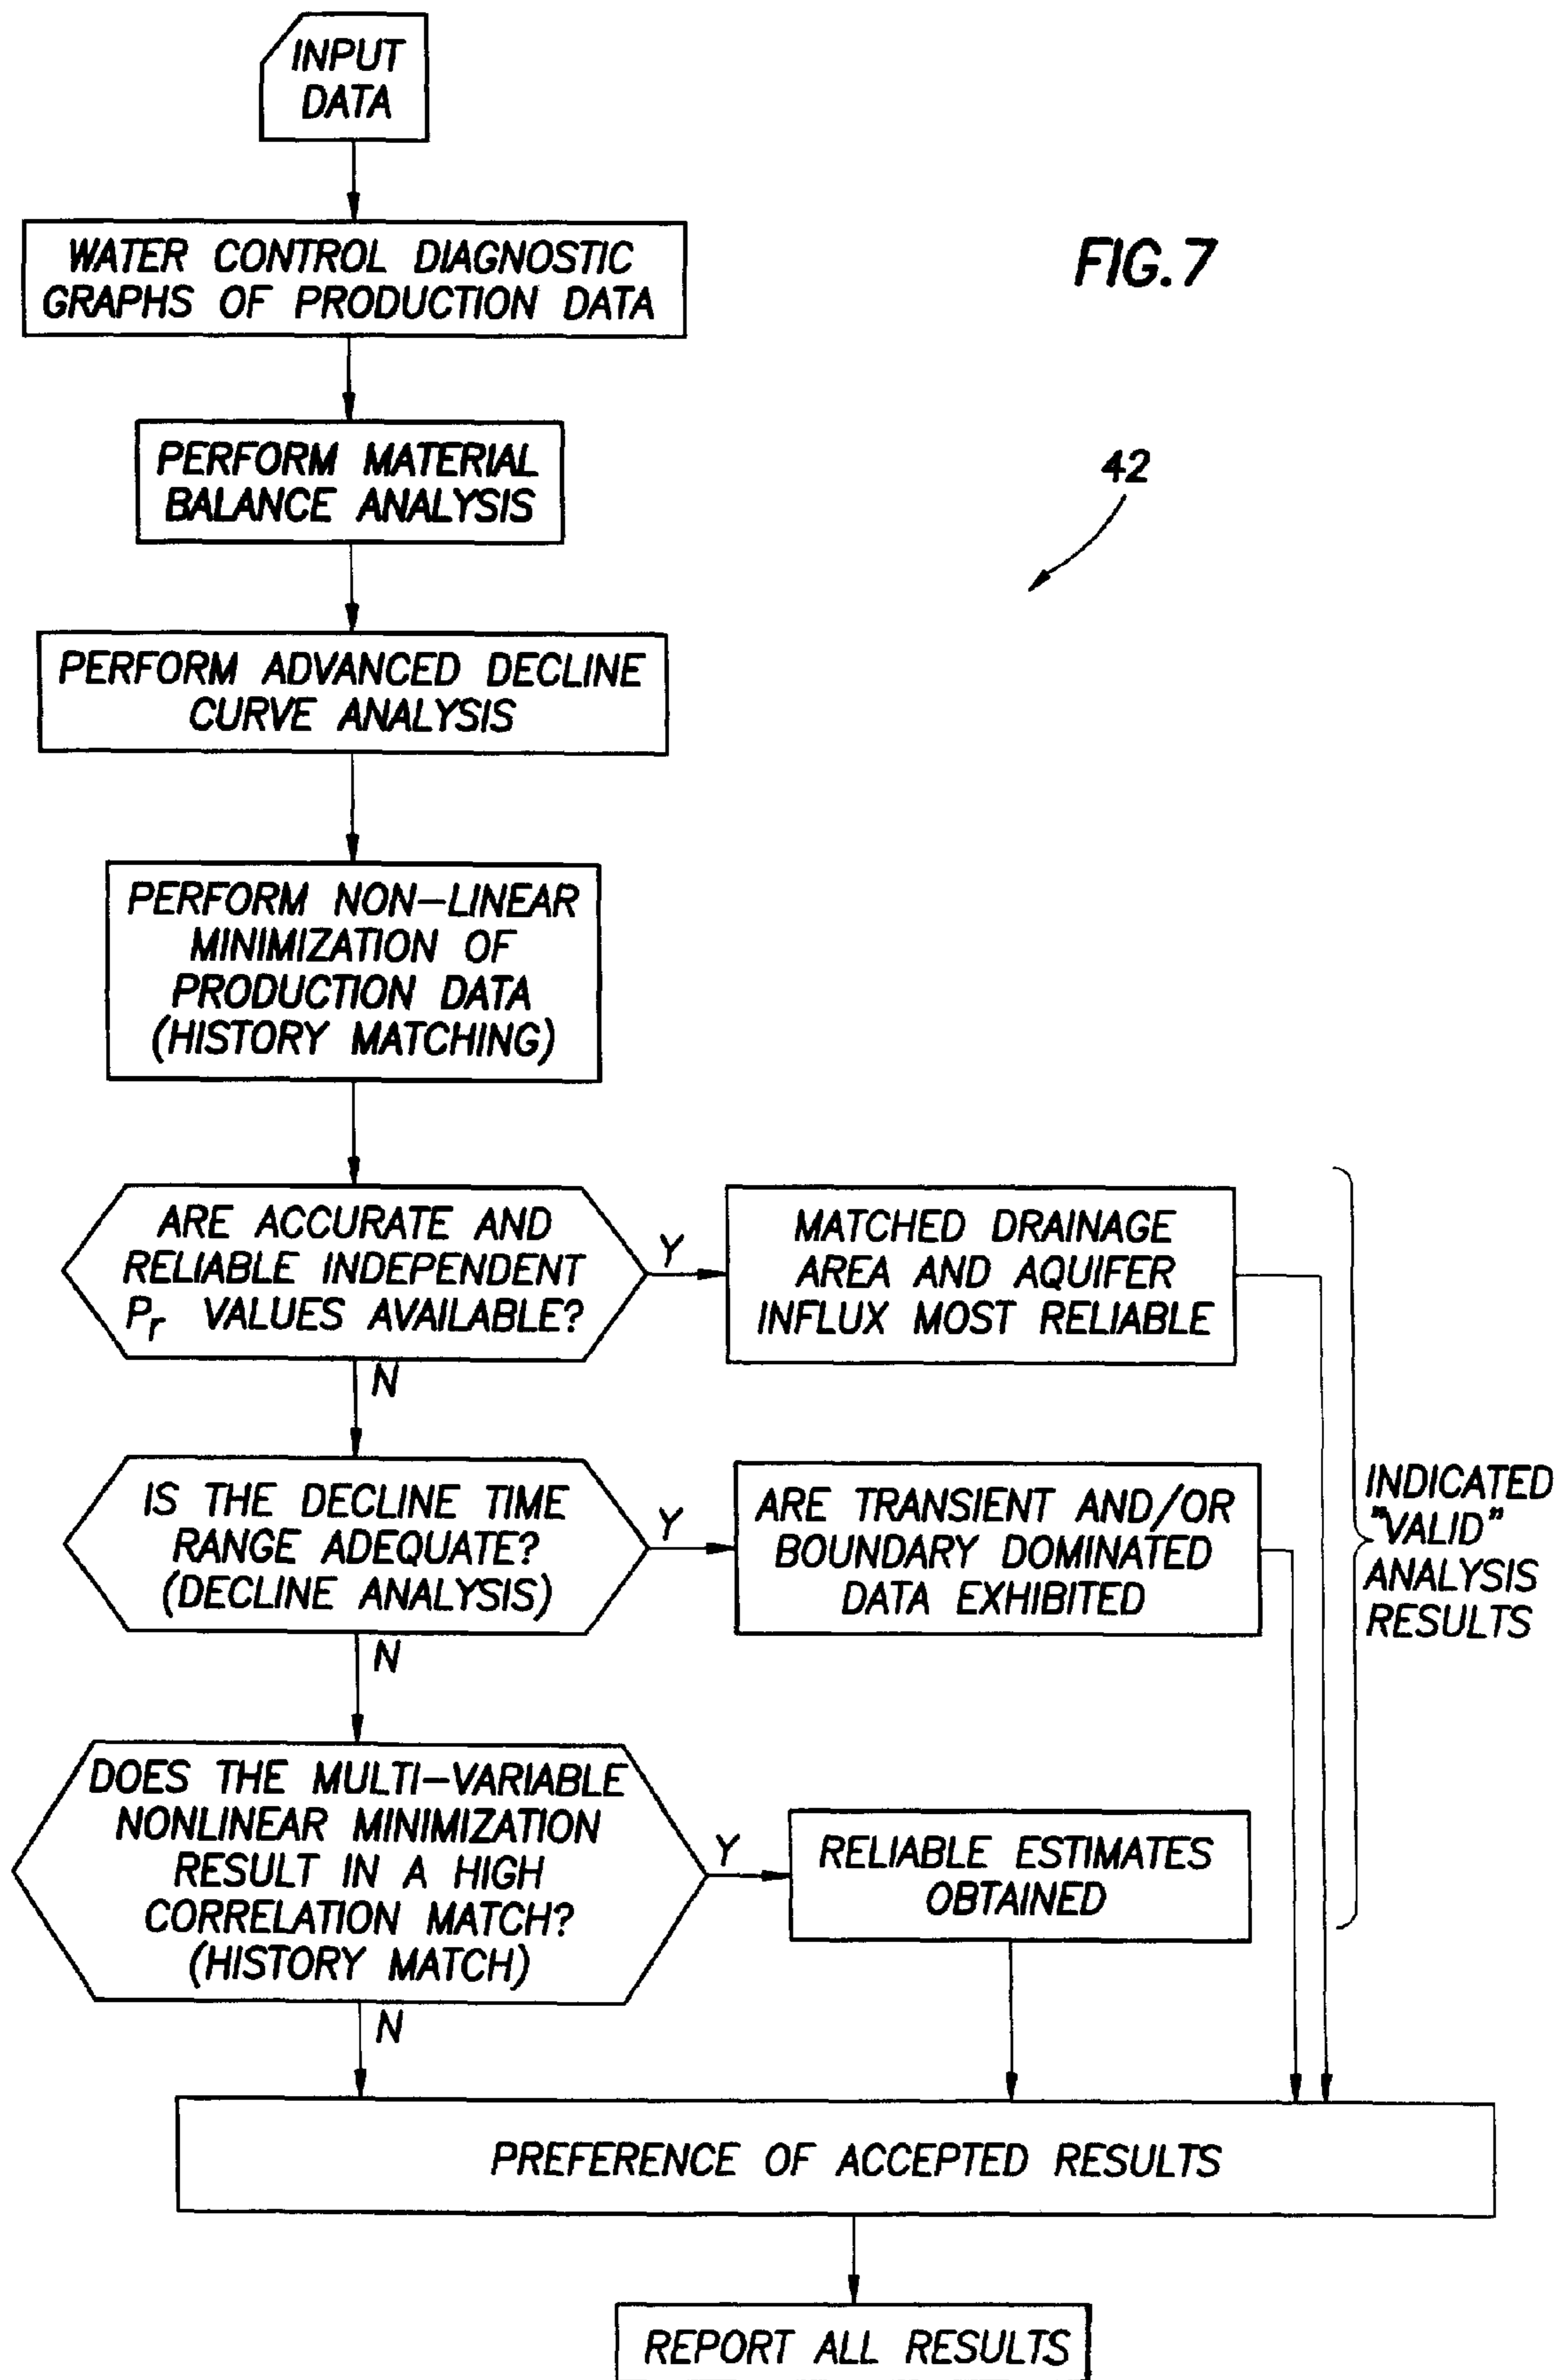 INPUT
DATA
WATER CONTROL DIAGNOSTIC
GRAPHS OF PRODUCTION DATA
FIG.7
PERFORM MATERIAL
BALANCE ANALYSIS
42
PERFORM ADVANCED DECLINE
CURVE ANALYSIS
PERFORM NON-LINEAR
MINIMIZATION OF
PRODUCTION DATA
(HISTORY MATCHING)
ARE ACCURATE AND
RELIABLE INDEPENDENT
Pr VALUES AVAILABLE?
Y
MATCHED DRAINAGE
AREA AND AQUIFER
INFLUX MOST RELIABLE
N
IS THE DECLINE TIME
RANGE ADEQUATE?
(DECLINE ANALYSIS)
Y
ARE TRANSIENT AND/OR
BOUNDARY DOMINATED
DATA EXHIBITED
INDICATED
"VALID"
ANALYSIS
RESULTS
N
DOES THE MULTI-VARIABLE
NONLINEAR MINIMIZATION
RESULT IN A HIGH
CORRELATION MATCH?
(HISTORY MATCH)
Y
RELIABLE ESTIMATES
OBTAINED
N
PREFERENCE OF ACCEPTED RESULTS
REPORT ALL RESULTS